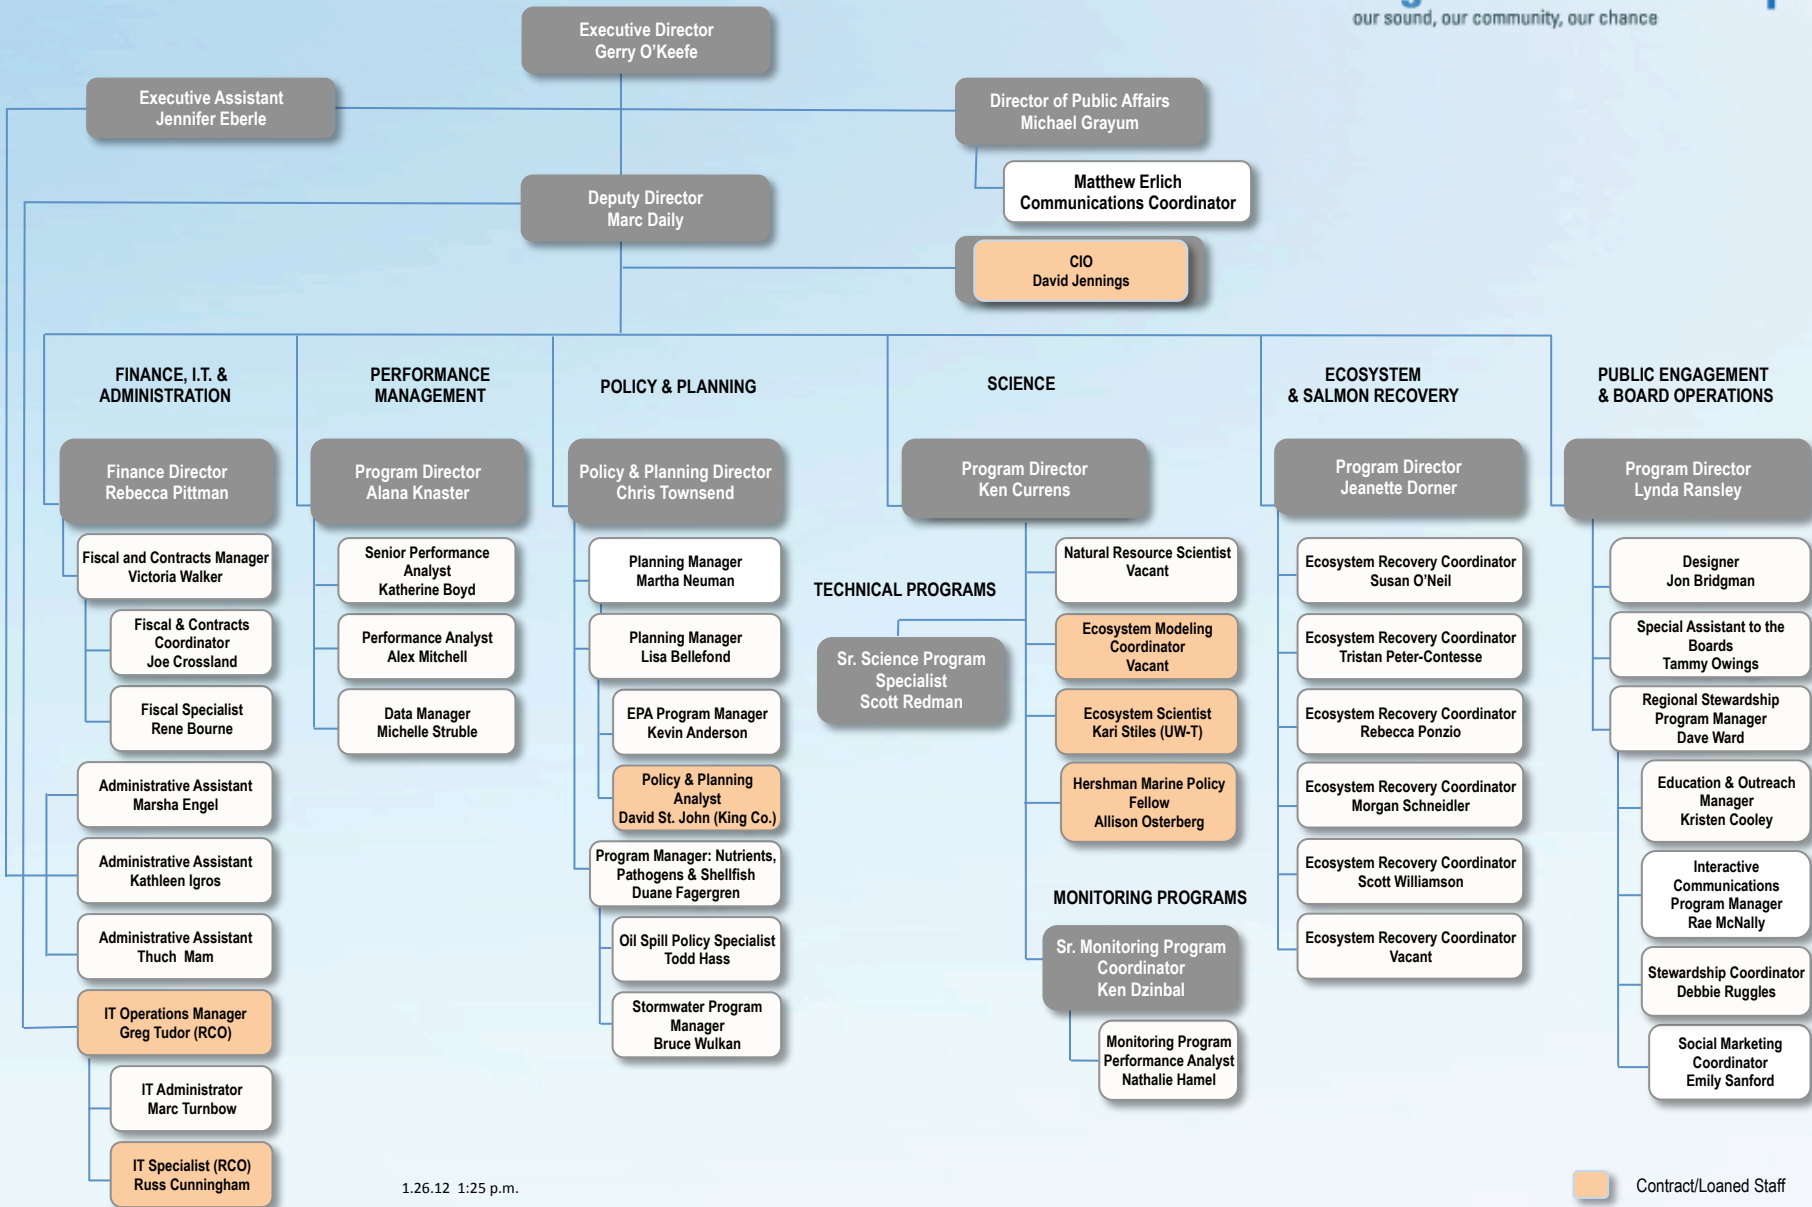 our sound, our community, our chance
Executive Director
Gerry O'Keefe
Executive Assistant
Jennifer Eberle
Director of Public Affairs
Michael Grayum
Matthew Erlich
Communications Coordinator
Deputy Director
Marc Daily
CIO
David Jennings
FINANCE, I.T. &
ADMINISTRATION
PERFORMANCE
MANAGEMENT
POLICY & PLANNING
SCIENCE
ECOSYSTEM
& SALMON RECOVERY
PUBLIC ENGAGEMENT
& BOARD OPERATIONS
Finance Director
Rebecca Pittman
Fiscal and Contracts Manager
Victoria Walker
Fiscal & Contracts
Coordinator
Joe Crossland
Fiscal Specialist
Rene Bourne
Administrative Assistant
Marsha Engel
Administrative Assistant
Kathleen Igros
Administrative Assistant
Thuch Mam
IT Operations Manager
Greg Tudor (RCO)
IT Administrator
Marc Turnbow
IT Specialist (RCO)
Russ Cunningham
Program Director
Alana Knaster
Senior Performance
Analyst
Katherine Boyd
Performance Analyst
Alex Mitchell
Data Manager
Michelle Struble
Policy & Planning Director
Chris Townsend
Planning Manager
Martha Neuman
Planning Manager
Lisa Bellefond
EPA Program Manager
Kevin Anderson
Policy & Planning
Analyst
David St. John (King Co.)
Program Manager: Nutrients,
Pathogens & Shellfish
Duane Fagergren
Oil Spill Policy Specialist
Todd Hass
Stormwater Program
Manager
Bruce Wulkan
Program Director
Ken Currens
TECHNICAL PROGRAMS
Sr. Science Program
Specialist
Scott Redman
Natural Resource Scientist
Vacant
Ecosystem Modeling
Coordinator
Vacant
Ecosystem Scientist
Kari Stiles (UW-T)
Hershman Marine Policy
Fellow
Allison Osterberg
MONITORING PROGRAMS
Sr. Monitoring Program
Coordinator
Ken Dzinbal
Monitoring Program
Performance Analyst
Nathalie Hamel
Program Director
Jeanette Dorner
Ecosystem Recovery Coordinator
Susan O'Neil
Ecosystem Recovery Coordinator
Tristan Peter-Contesse
Ecosystem Recovery Coordinator
Rebecca Ponzio
Ecosystem Recovery Coordinator
Morgan Schneidler
Ecosystem Recovery Coordinator
Scott Williamson
Ecosystem Recovery Coordinator
Vacant
Program Director
Lynda Ransley
Designer
Jon Bridgman
Special Assistant to the
Boards
Tammy Owings
Regional Stewardship
Program Manager
Dave Ward
Education & Outreach
Manager
Kristen Cooley
Interactive
Communications
Program Manager
Rae McNally
Stewardship Coordinator
Debbie Ruggles
Social Marketing
Coordinator
Emily Sanford
1.26.12 1:25 p.m.
Contract/Loaned Staff